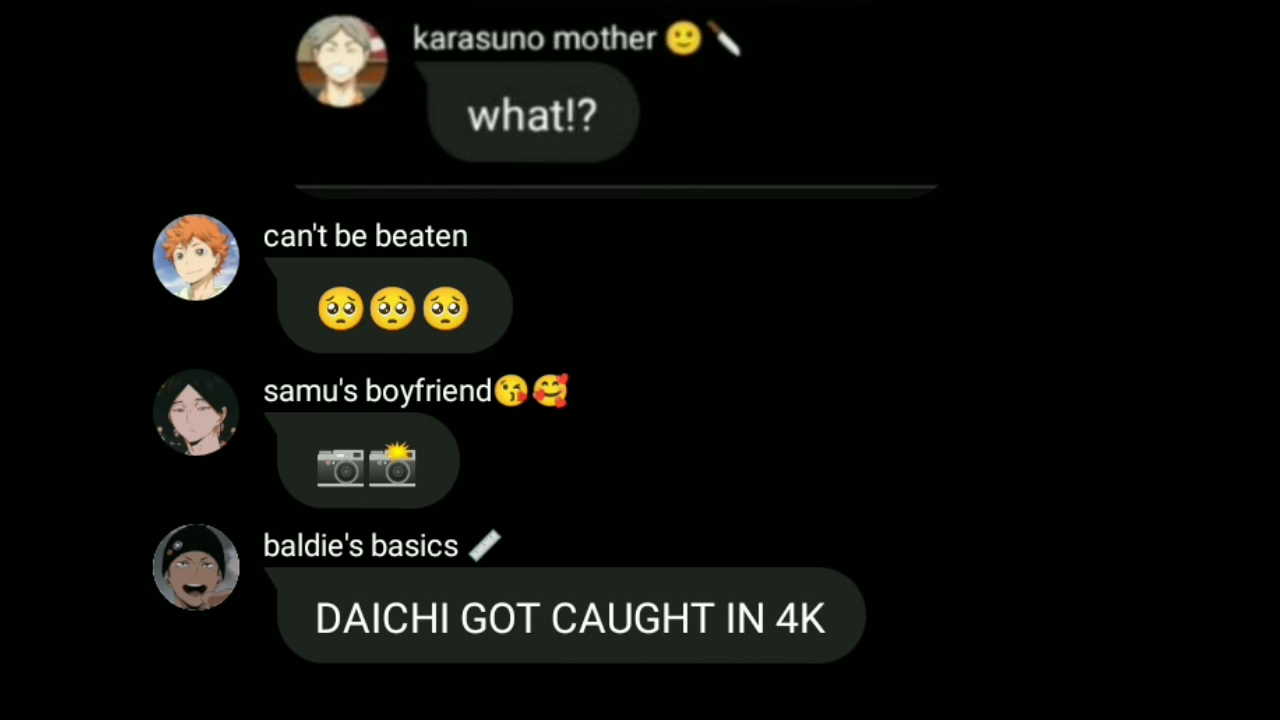 karasuno mother 🙂🔪
what!?
can't be beaten
🥺🥺🥺
samu's boyfriend😘🥰
📷📸
baldie's basics 📏
DAICHI GOT CAUGHT IN 4K